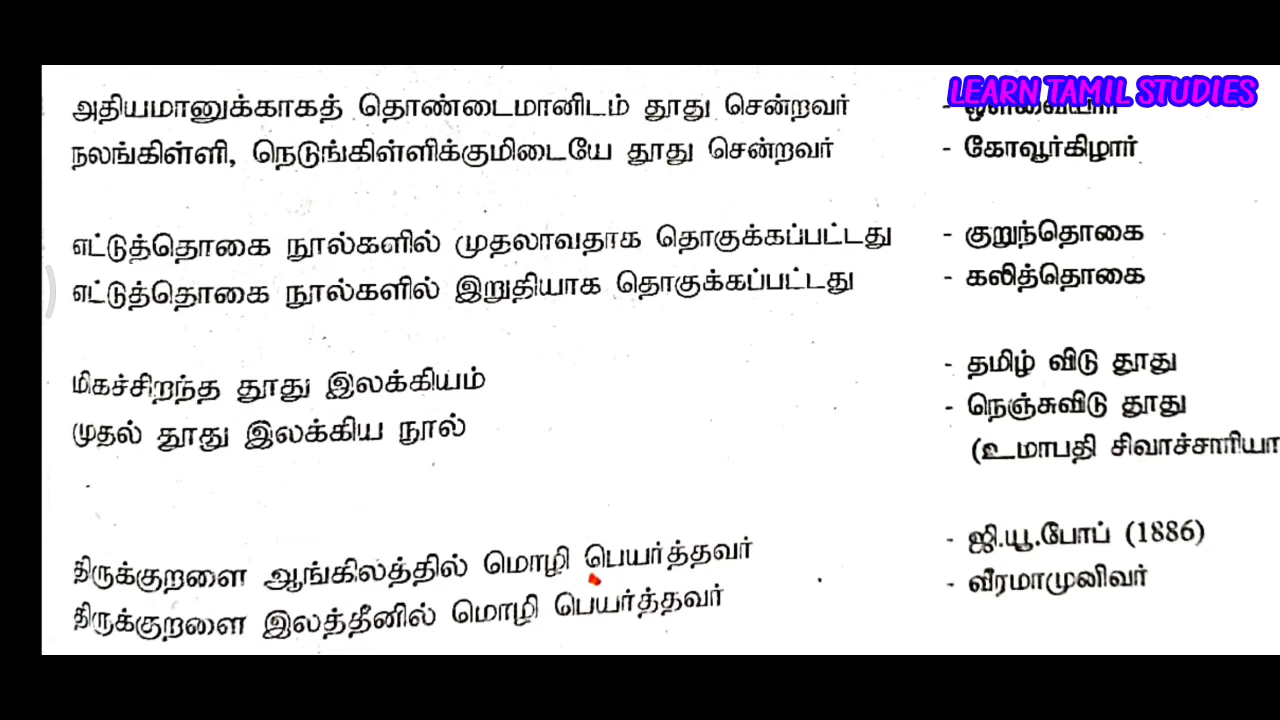 LEARN TAMIL STUDIES
அதியமானுக்காகத் தொண்டைமானிடம் தூது சென்றவர் - ஔவையார்
நலங்கிள்ளி, நெடுங்கிள்ளிக்குமிடையே தூது சென்றவர் - கோவூர்கிழார்
எட்டுத்தொகை நூல்களில் முதலாவதாக தொகுக்கப்பட்டது - குறுந்தொகை
எட்டுத்தொகை நூல்களில் இறுதியாக தொகுக்கப்பட்டது - கலித்தொகை
மிகச்சிறந்த தூது இலக்கியம் - தமிழ் விடு தூது
முதல் தூது இலக்கிய நூல் - நெஞ்சுவிடு தூது
(உமாபதி சிவாச்சாரியா
திருக்குறளை ஆங்கிலத்தில் மொழி பெயர்த்தவர் - ஜி.யூ.போப் (1886)
திருக்குறளை இலத்தீனில் மொழி பெயர்த்தவர் - வீரமாமுனிவர்